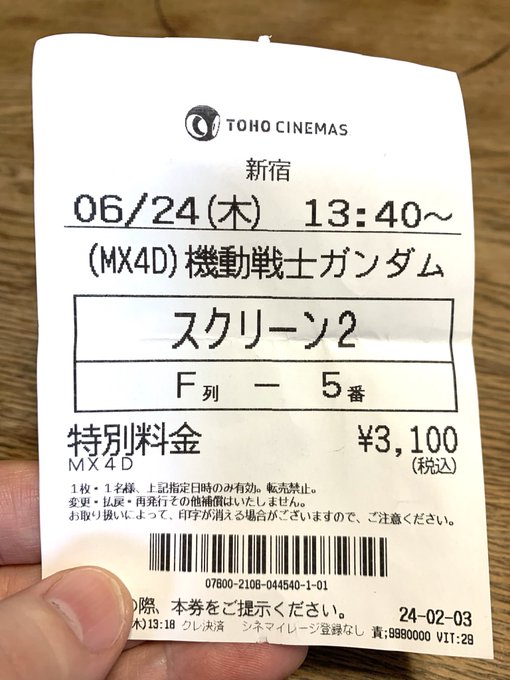 TOHO CINEMAS
新宿
06/24(木) 13:40～
(MX4D)機動戦士ガンダム
スクリーン2
F列 － 5番
特別料金 ¥3,100
MX4D (税込)
1枚・1名様、上記指定日時のみ有効。転売禁止。
変更・払戻・再発行その他補償はいたしません。
お取り扱いによって、印字が消える場合がございますので、ご注意ください。
07600-2106-044540-1-01
の際、本券をご提示ください。 24-02-03
木)13:18 クレ決済 シネマイレージ登録なし 責;9980000 VIT:29